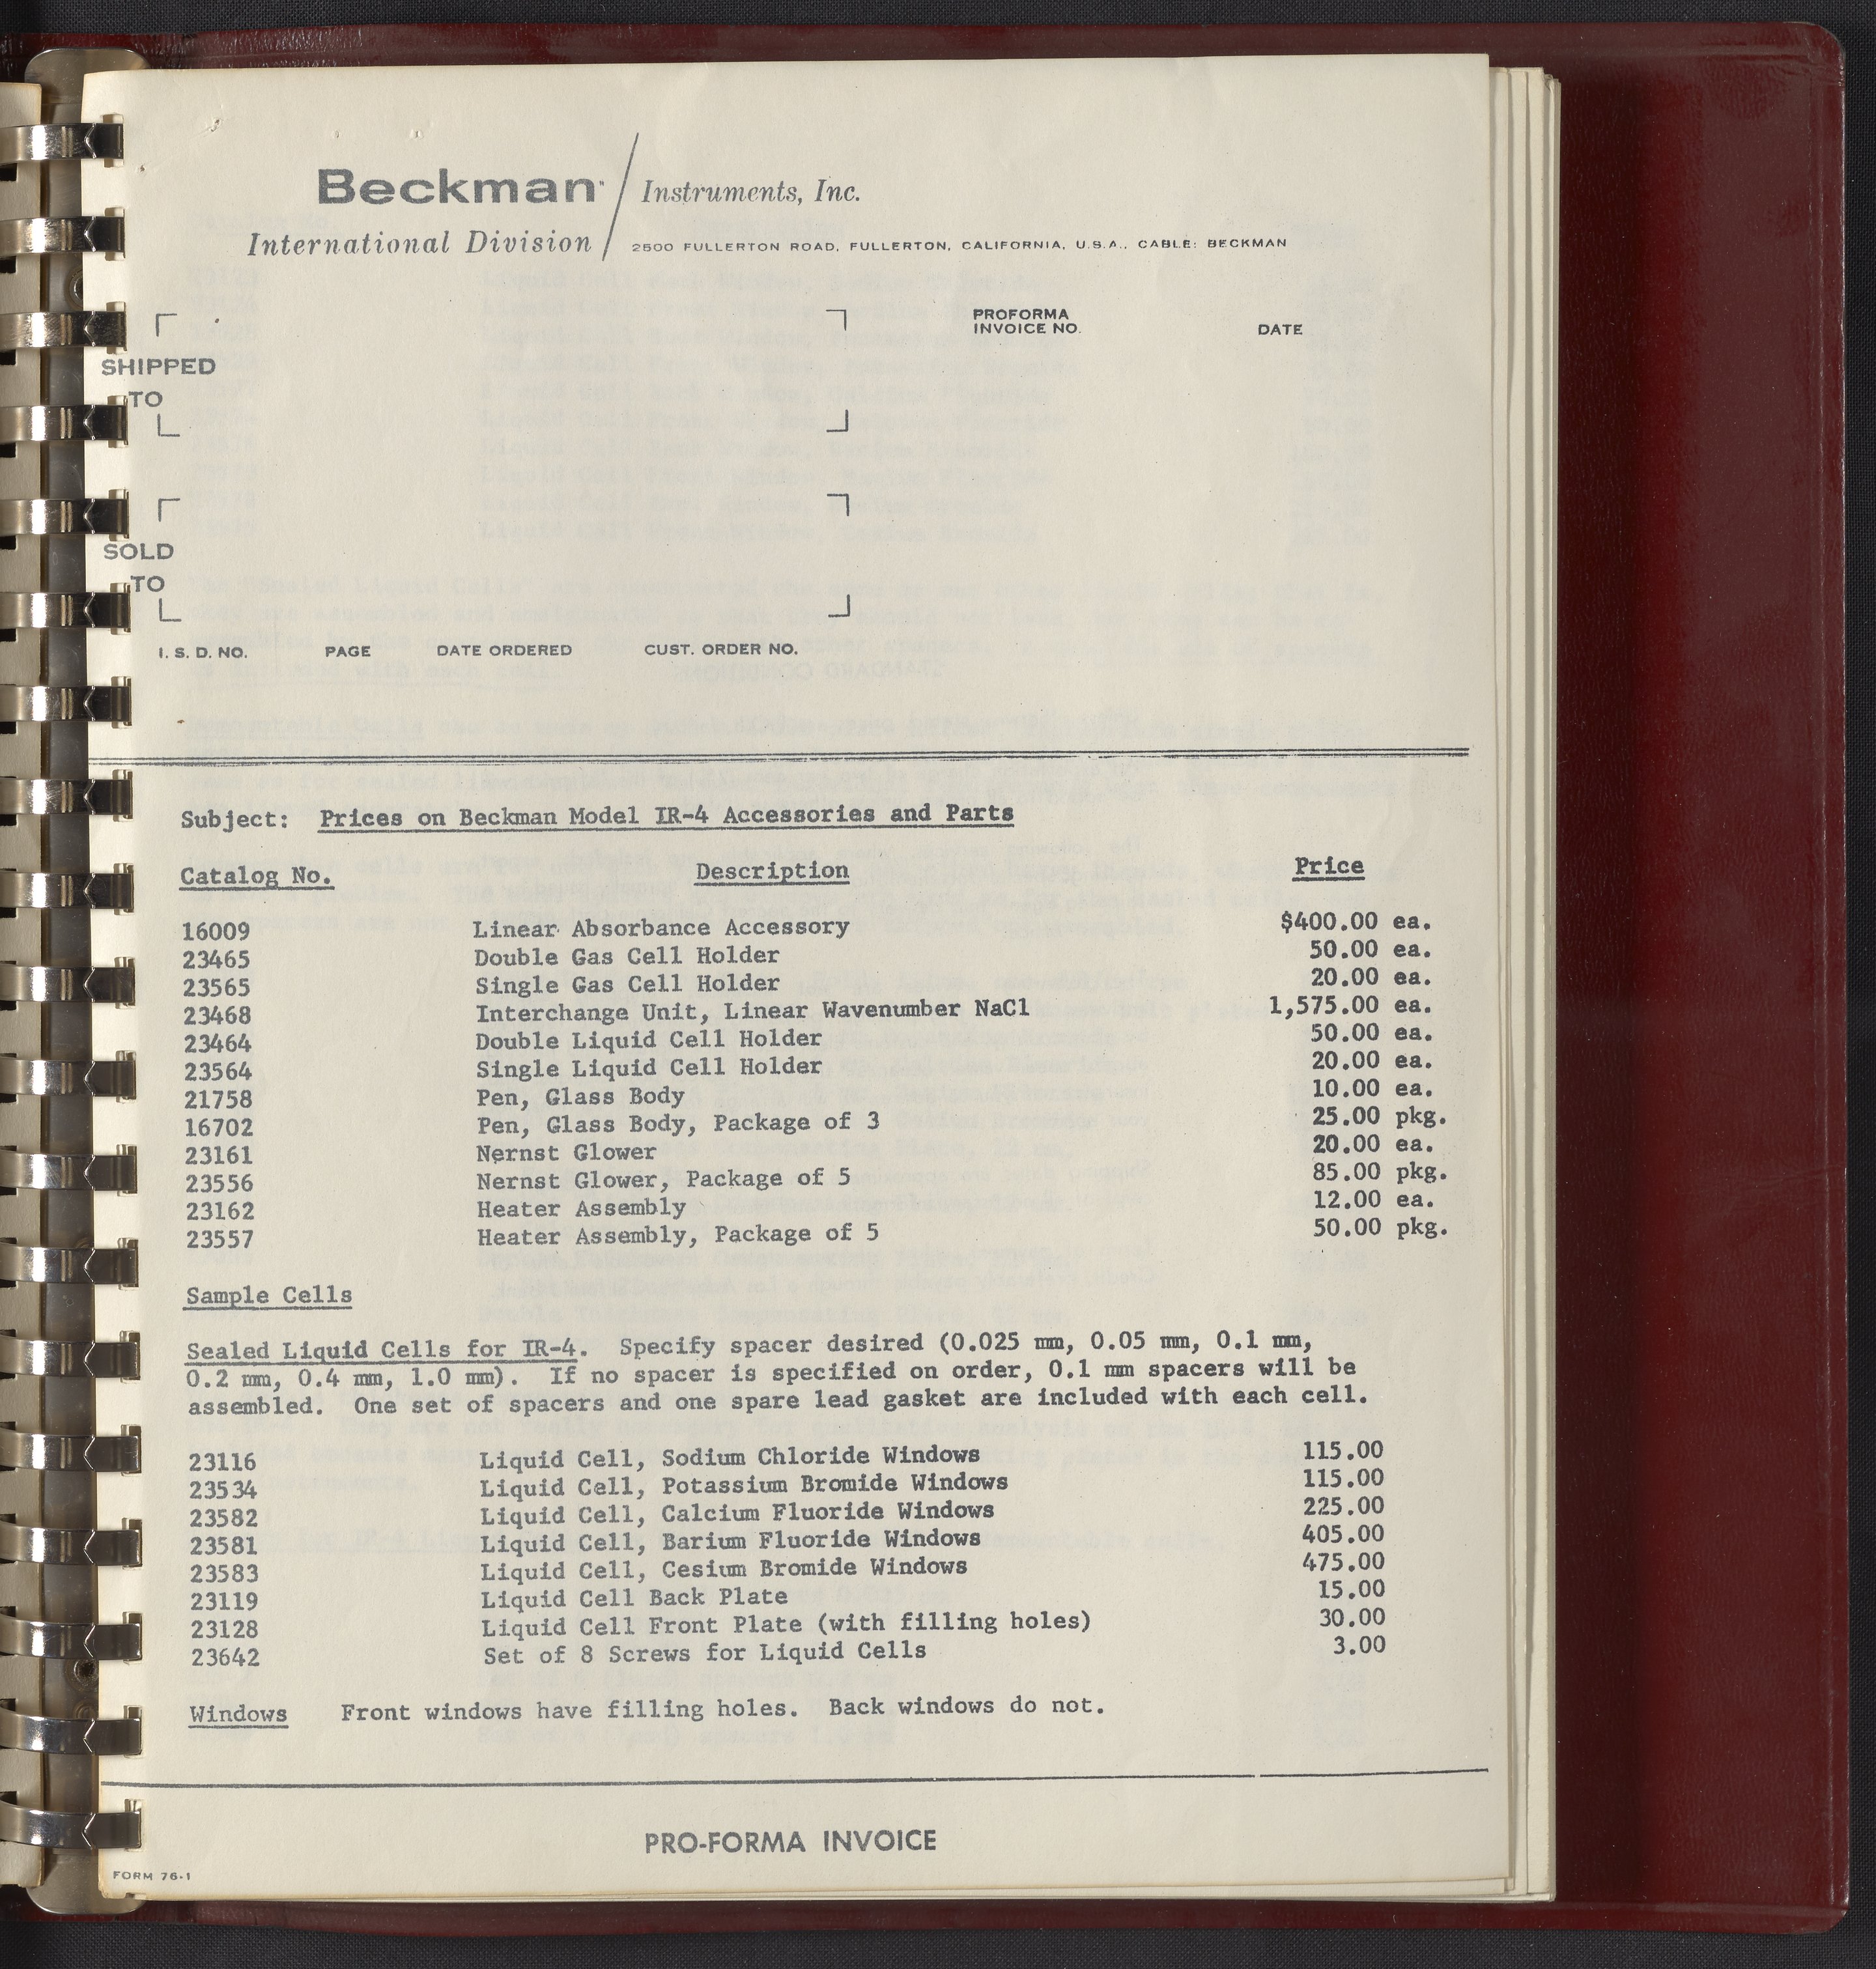 Beckman / Instruments, Inc.
International Division / 2500 FULLERTON ROAD, FULLERTON, CALIFORNIA, U.S.A., CABLE: BECKMAN
PROFORMA
INVOICE NO.
DATE
SHIPPED
TO
SOLD
TO
I. S. D. NO. PAGE DATE ORDERED CUST. ORDER NO.
Subject: Prices on Beckman Model IR-4 Accessories and Parts
Catalog No. Description Price
16009 Linear Absorbance Accessory $400.00 ea.
23465 Double Gas Cell Holder 50.00 ea.
23565 Single Gas Cell Holder 20.00 ea.
23468 Interchange Unit, Linear Wavenumber NaCl 1,575.00 ea.
23464 Double Liquid Cell Holder 50.00 ea.
23564 Single Liquid Cell Holder 20.00 ea.
21758 Pen, Glass Body 10.00 ea.
16702 Pen, Glass Body, Package of 3 25.00 pkg.
23161 Nernst Glower 20.00 ea.
23556 Nernst Glower, Package of 5 85.00 pkg.
23162 Heater Assembly 12.00 ea.
23557 Heater Assembly, Package of 5 50.00 pkg.
Sample Cells
Sealed Liquid Cells for IR-4. Specify spacer desired (0.025 mm, 0.05 mm, 0.1 mm,
0.2 mm, 0.4 mm, 1.0 mm). If no spacer is specified on order, 0.1 mm spacers will be
assembled. One set of spacers and one spare lead gasket are included with each cell.
23116 Liquid Cell, Sodium Chloride Windows 115.00
23534 Liquid Cell, Potassium Bromide Windows 115.00
23582 Liquid Cell, Calcium Fluoride Windows 225.00
23581 Liquid Cell, Barium Fluoride Windows 405.00
23583 Liquid Cell, Cesium Bromide Windows 475.00
23119 Liquid Cell Back Plate 15.00
23128 Liquid Cell Front Plate (with filling holes) 30.00
23642 Set of 8 Screws for Liquid Cells 3.00
Windows Front windows have filling holes. Back windows do not.
PRO-FORMA INVOICE
FORM 76-1